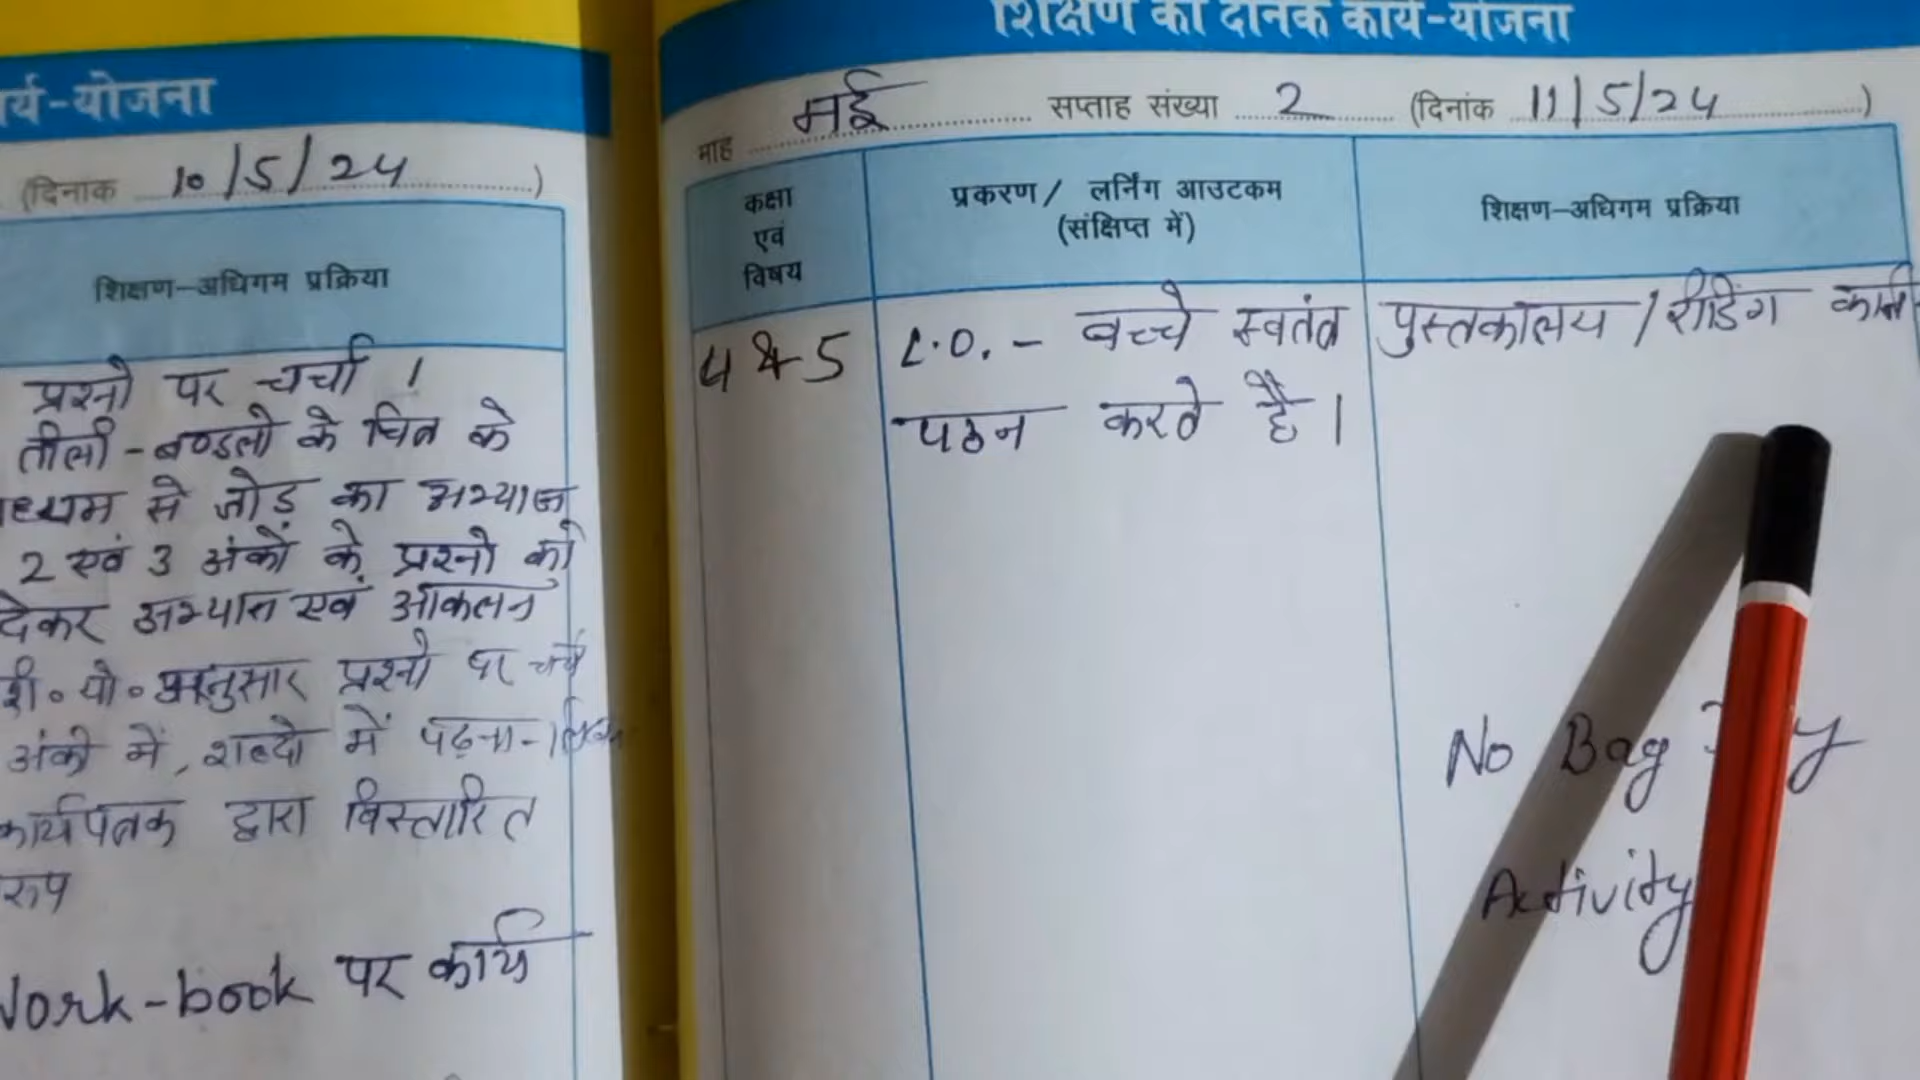 र्य-योजना
(दिनांक 10/5/24)
शिक्षण-अधिगम प्रक्रिया
प्रश्नो पर चर्चा ।
तीली-बण्डलो के चित्र के
ध्यम से जोड़ का अभ्यास
2 एवं 3 अंकों के प्रश्नो को
देकर अभ्यास एवं आकलन
शि॰ यो॰ अनुसार प्रश्नो पर चर्चा
अंको में, शब्दो में पढ़ना-
कार्यपत्रक द्वारा विस्तारित
रुप
Work-book पर कार्य
शिक्षण की दैनिक कार्य-योजना
माह मई सप्ताह संख्या 2 (दिनांक 11/5/24)
कक्षा एवं विषय
प्रकरण/ लर्निंग आउटकम
(संक्षिप्त में)
शिक्षण-अधिगम प्रक्रिया
4 & 5 L.O. - बच्चे स्वतंत्र पुस्तकालय/रीडिंग
पठन करते है ।
No Bag Day
Activity